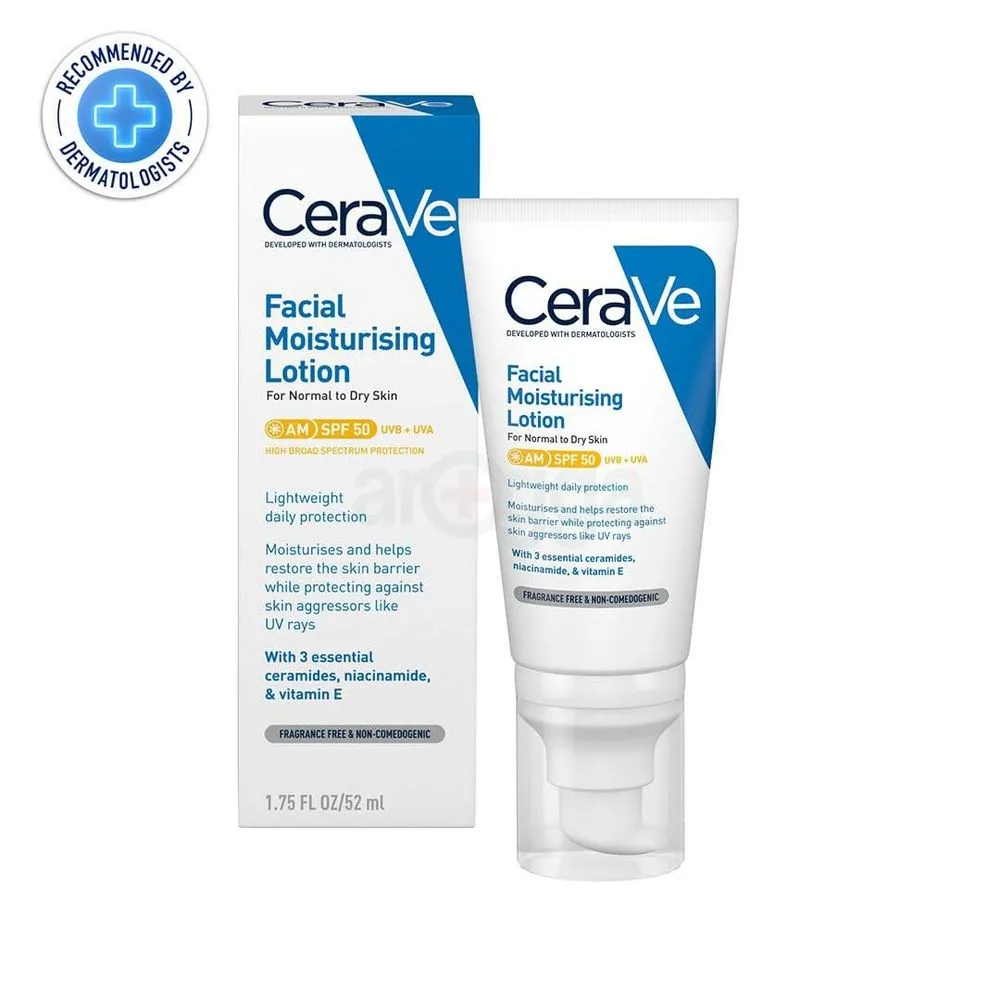 RECOMMENDED BY
DERMATOLOGISTS
CeraVe
CeraVe
DEVELOPED WITH DERMATOLOGISTS
Facial
Moisturising
Lotion
For Normal to Dry Skin
AM SPF 50 UVB + UVA
HIGH BROAD SPECTRUM PROTECTION
Lightweight
daily protection
Moisturises and helps
restore the skin barrier
while protecting against
skin aggressors like
UV rays
With 3 essential
ceramides, niacinamide,
& vitamin E
FRAGRANCE FREE & NON-COMEDOGENIC
1.75 FL OZ/52 ml
CeraVe
DEVELOPED WITH DERMATOLOGISTS
Facial
Moisturising
Lotion
For Normal to Dry Skin
AM SPF 50 UVB + UVA
Lightweight daily protection
Moisturises and helps restore the
skin barrier while protecting against
skin aggressors like UV rays
With 3 essential ceramides,
niacinamide, & vitamin E
FRAGRANCE FREE & NON-COMEDOGENIC